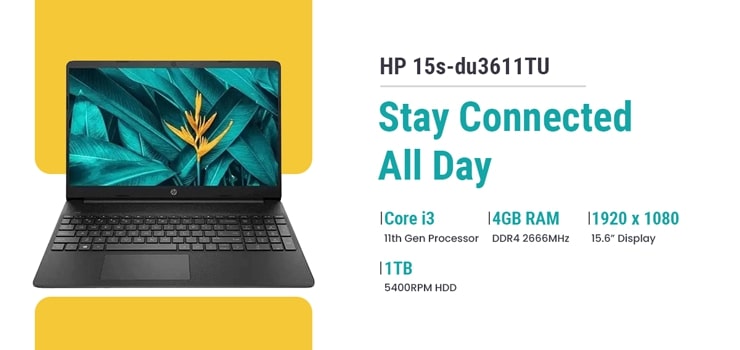 HP 15s-du3611TU
Stay Connected
All Day
Core i3
11th Gen Processor
4GB RAM
DDR4 2666MHz
1920 x 1080
15.6” Display
1TB
5400RPM HDD
hp